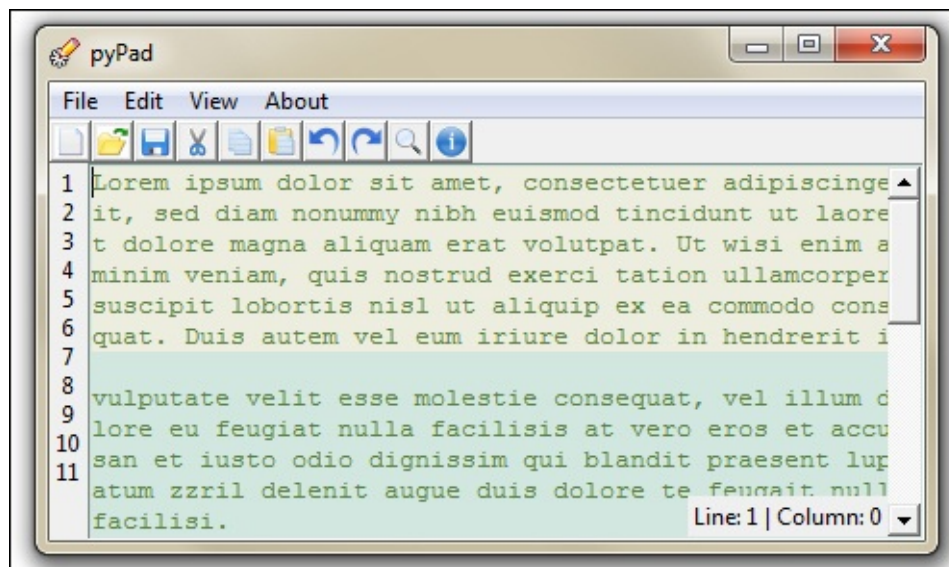 pyPad
File Edit View About
1 Lorem ipsum dolor sit amet, consectetuer adipiscinge
2 it, sed diam nonummy nibh euismod tincidunt ut laore
3 t dolore magna aliquam erat volutpat. Ut wisi enim a
4 minim veniam, quis nostrud exerci tation ullamcorper
5 suscipit lobortis nisl ut aliquip ex ea commodo cons
6 quat. Duis autem vel eum iriure dolor in hendrerit i
7
8 vulputate velit esse molestie consequat, vel illum d
9 lore eu feugiat nulla facilisis at vero eros et accu
10 san et iusto odio dignissim qui blandit praesent lup
11 atum zzril delenit augue duis dolore te feugait null
facilisi.
Line: 1 | Column: 0